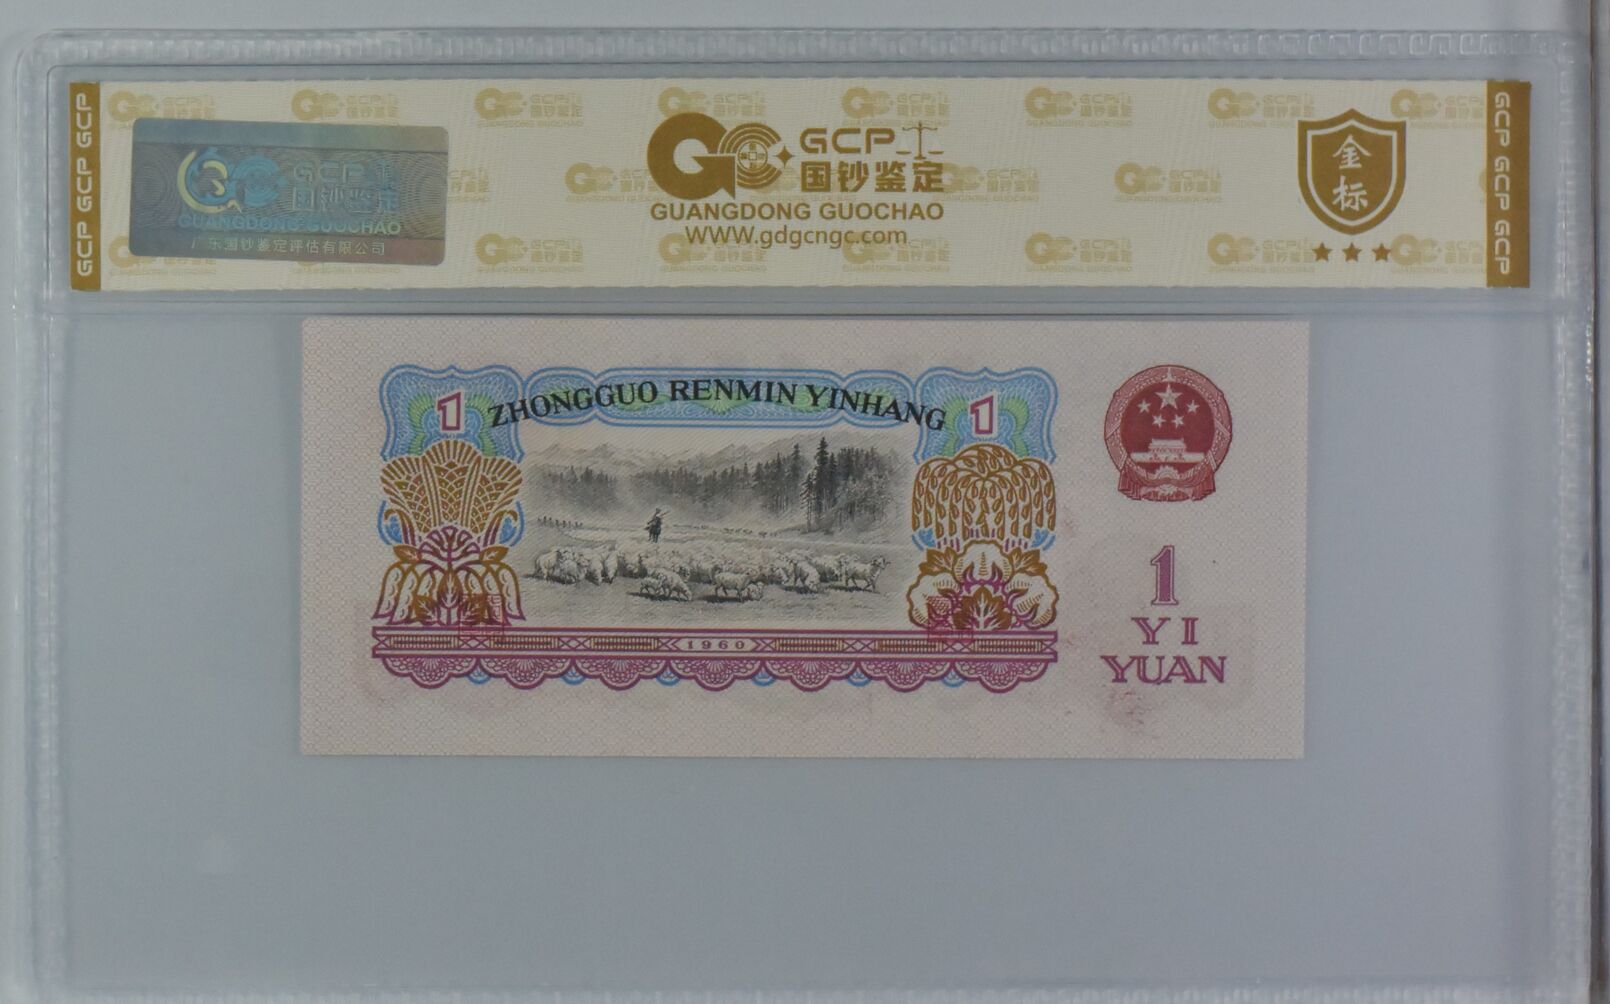 GCP GCP GCP
GCP
国钞鉴定
GUANGDONG GUOCHAO
广东国钞鉴定评估有限公司
GCP
国钞鉴定
GUANGDONG GUOCHAO
WWW.gdgcngc.com
金
标
GCP GCP GCP
1
ZHONGGUO RENMIN YINHANG
1
1960
1
YI
YUAN